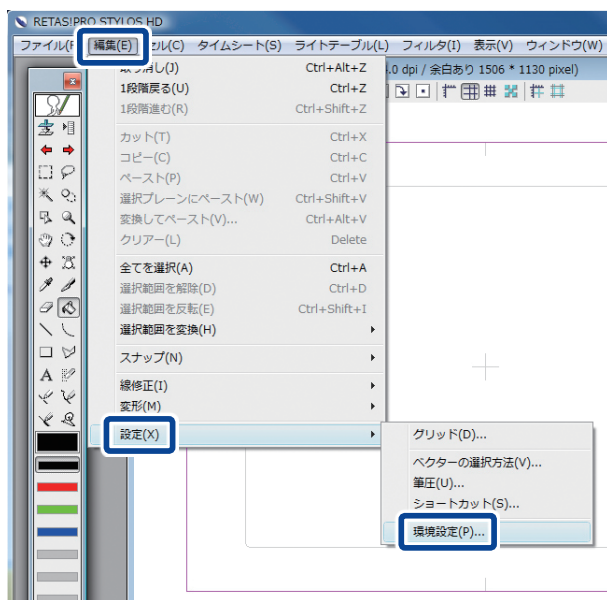 RETAS!PRO STYLOS HD
ファイル(F 編集(E) セル(C) タイムシート(S) ライトテーブル(L) フィルタ(I) 表示(V) ウィンドウ(W)
.0 dpi / 余白あり 1506 * 1130 pixel)
取り消し(J) Ctrl+Alt+Z
1段階戻る(U) Ctrl+Z
1段階進む(R) Ctrl+Shift+Z
カット(T) Ctrl+X
コピー(C) Ctrl+C
ペースト(P) Ctrl+V
選択プレーンにペースト(W) Ctrl+Shift+V
変換してペースト(V)... Ctrl+Alt+V
クリアー(L) Delete
全てを選択(A) Ctrl+A
選択範囲を解除(D) Ctrl+D
選択範囲を反転(E) Ctrl+Shift+I
選択範囲を変換(H)
スナップ(N)
線修正(I)
変形(M)
設定(X)
グリッド(D)...
ベクターの選択方法(V)...
筆圧(U)...
ショートカット(S)...
環境設定(P)...